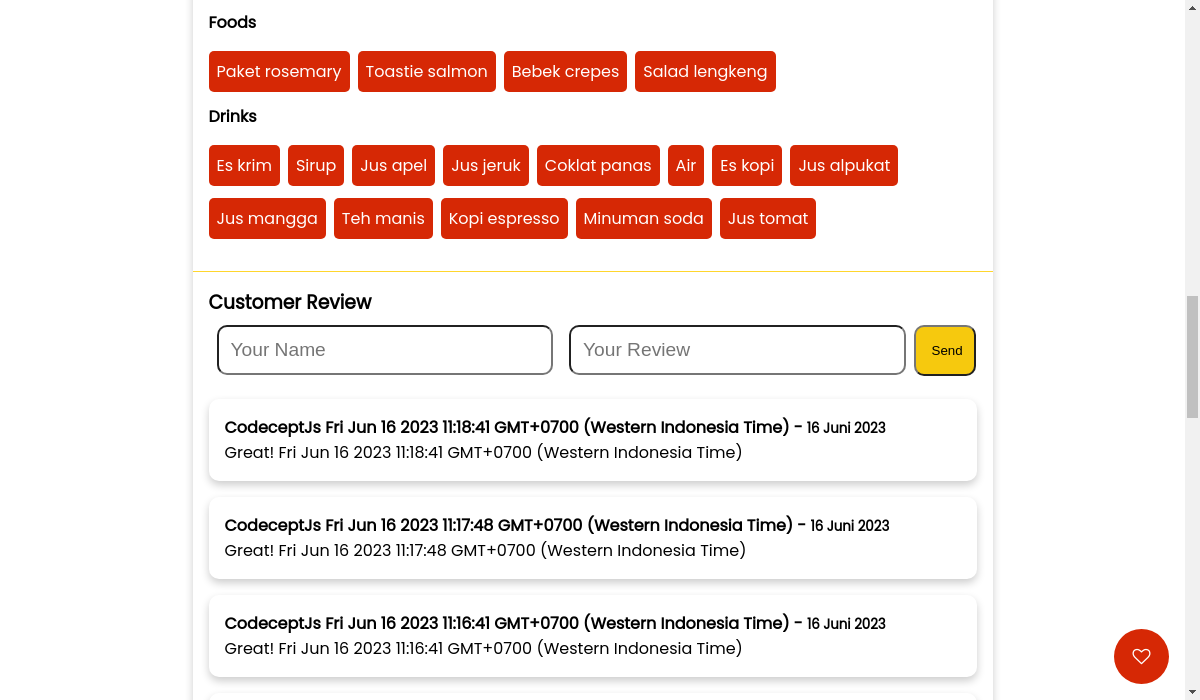 Foods
Paket rosemary Toastie salmon Bebek crepes Salad lengkeng
Drinks
Es krim Sirup Jus apel Jus jeruk Coklat panas Air Es kopi Jus alpukat
Jus mangga Teh manis Kopi espresso Minuman soda Jus tomat
Customer Review
Your Name Your Review Send
CodeceptJs Fri Jun 16 2023 11:18:41 GMT+0700 (Western Indonesia Time) - 16 Juni 2023
Great! Fri Jun 16 2023 11:18:41 GMT+0700 (Western Indonesia Time)
CodeceptJs Fri Jun 16 2023 11:17:48 GMT+0700 (Western Indonesia Time) - 16 Juni 2023
Great! Fri Jun 16 2023 11:17:48 GMT+0700 (Western Indonesia Time)
CodeceptJs Fri Jun 16 2023 11:16:41 GMT+0700 (Western Indonesia Time) - 16 Juni 2023
Great! Fri Jun 16 2023 11:16:41 GMT+0700 (Western Indonesia Time)